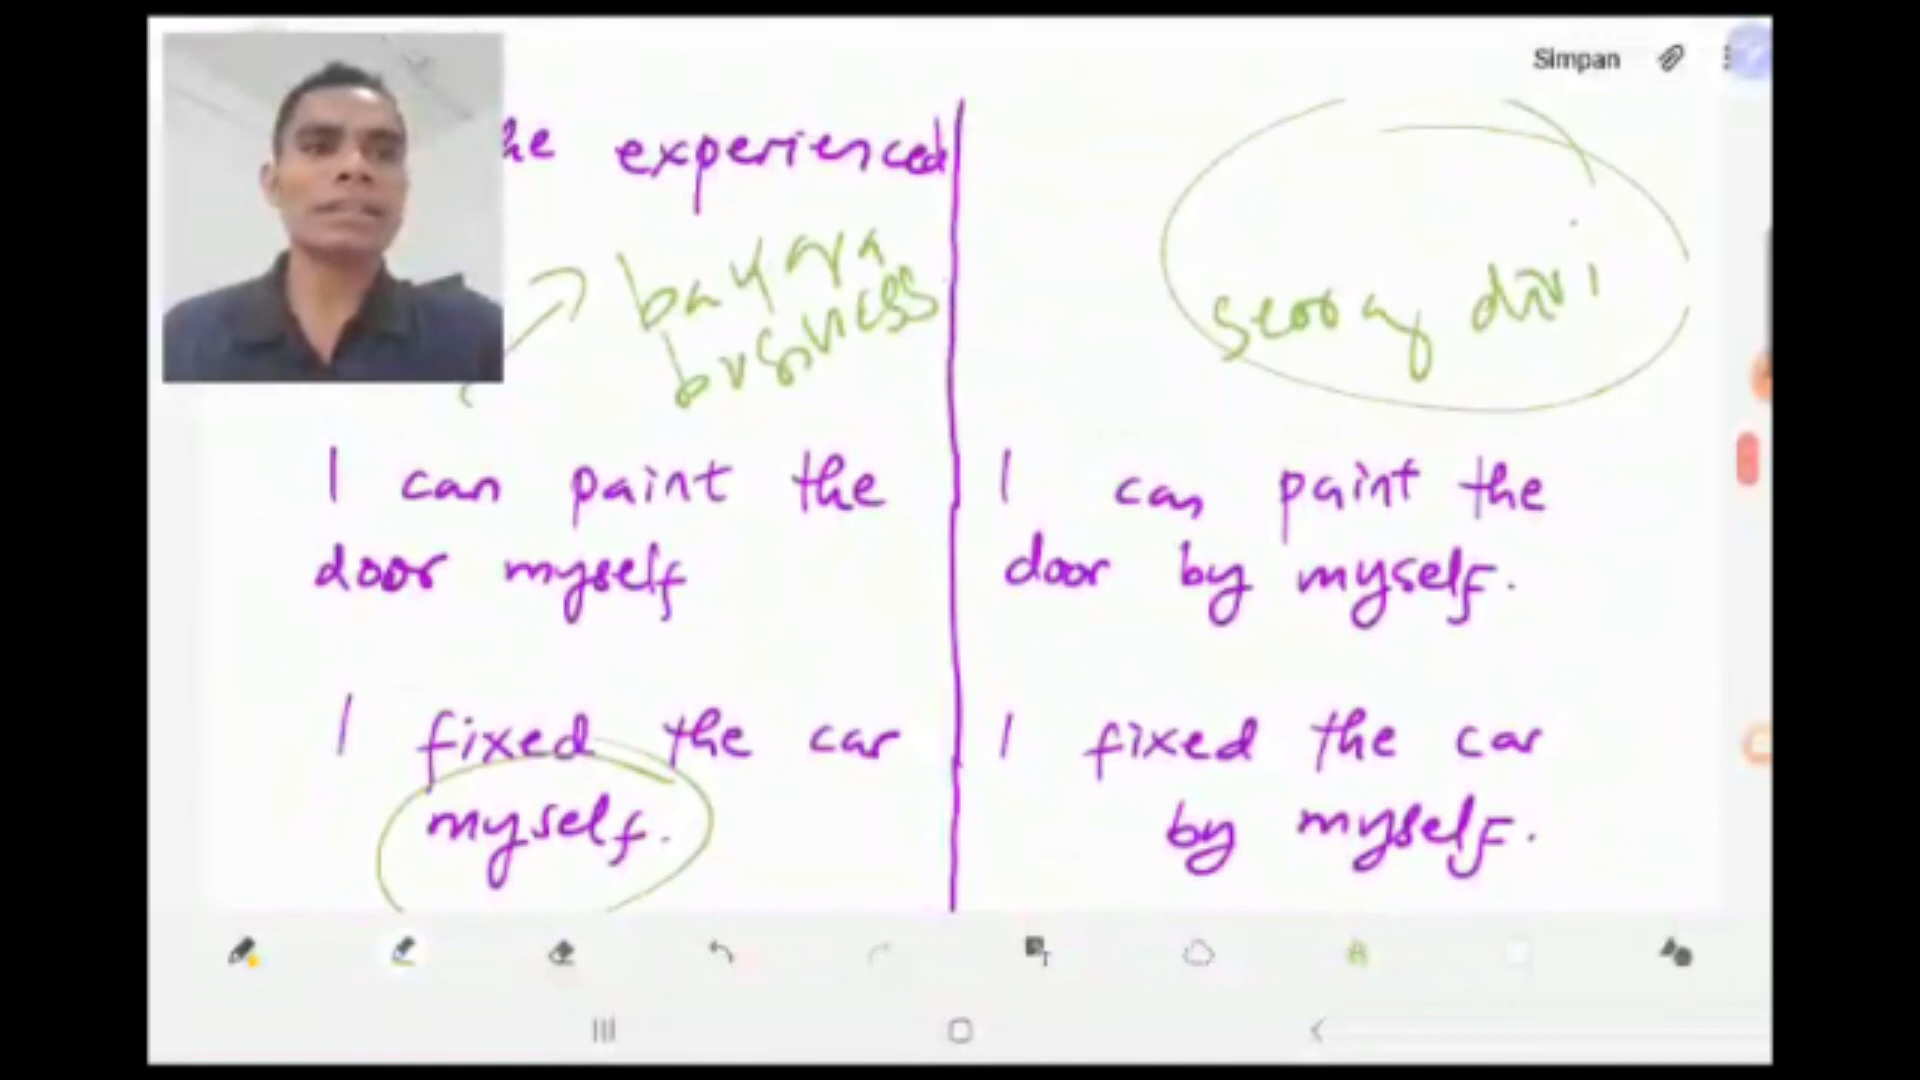 Simpan
he experienced
business
seorang diri
I can paint the
door myself
I fixed the car
myself.
I can paint the
door by myself.
I fixed the car
by myself.